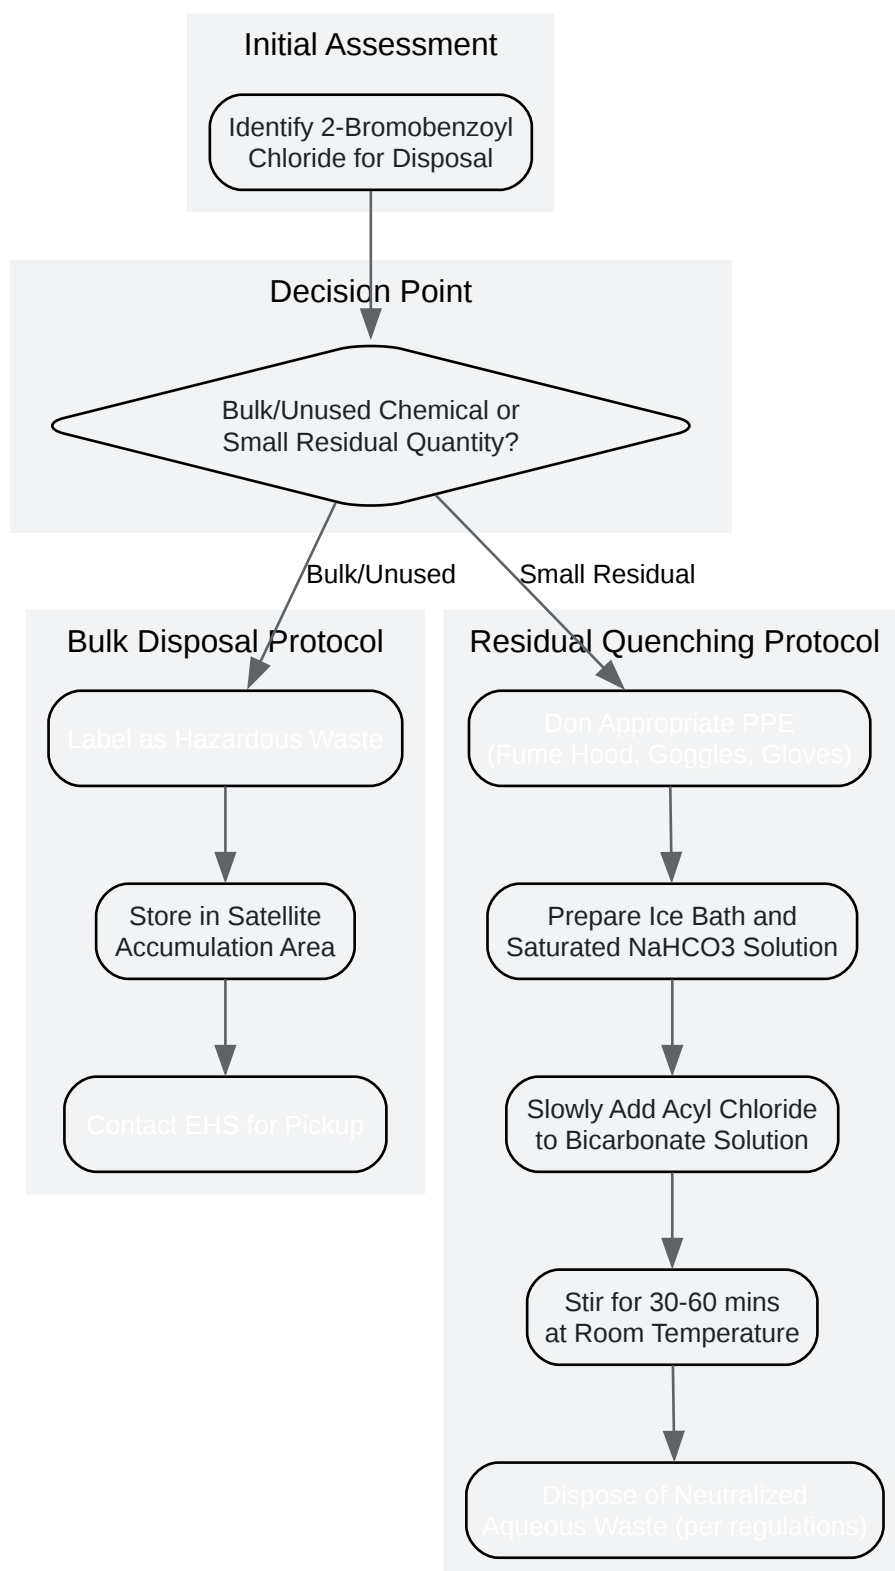 Initial Assessment
Identify 2-Bromobenzoyl
Chloride for Disposal
Decision Point
Bulk/Unused Chemical or
Small Residual Quantity?
Bulk/Unused
Small Residual
Bulk Disposal Protocol
Label as Hazardous Waste
Store in Satellite
Accumulation Area
Contact EHS for Pickup
Residual Quenching Protocol
Don Appropriate PPE
(Fume Hood, Goggles, Gloves)
Prepare Ice Bath and
Saturated NaHCO3 Solution
Slowly Add Acyl Chloride
to Bicarbonate Solution
Stir for 30-60 mins
at Room Temperature
Dispose of Neutralized
Aqueous Waste (per regulations)